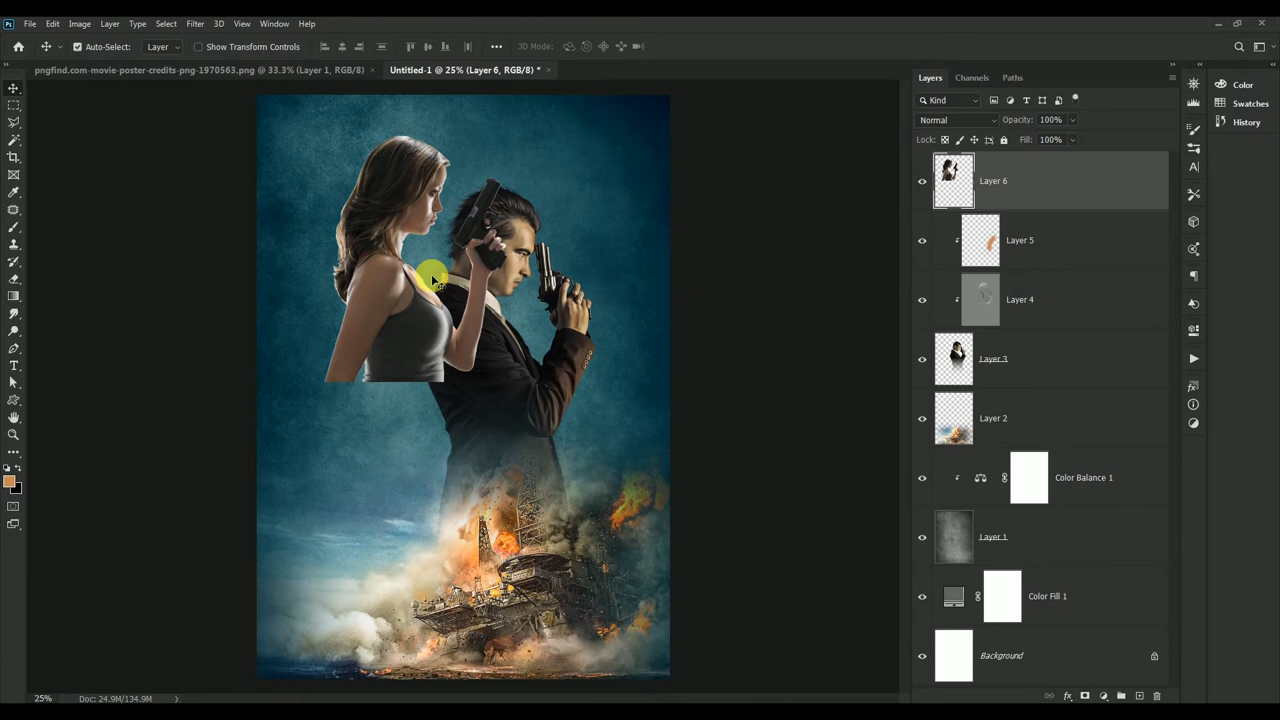 Ps File Edit Image Layer Type Select Filter 3D View Window Help
Auto-Select: Layer Show Transform Controls 3D Mode:
pngfind.com-movie-poster-credits-png-1970563.png @ 33.3% (Layer 1, RGB/8) × Untitled-1 @ 25% (Layer 6, RGB/8) * ×
Layers Channels Paths
Color
Kind
Swatches
Normal Opacity: 100%
History
Lock: Fill: 100%
Layer 6
Layer 5
Layer 4
Layer 3
Layer 2
Color Balance 1
Layer 1
Color Fill 1
Background
25% Doc: 24.9M/134.9M